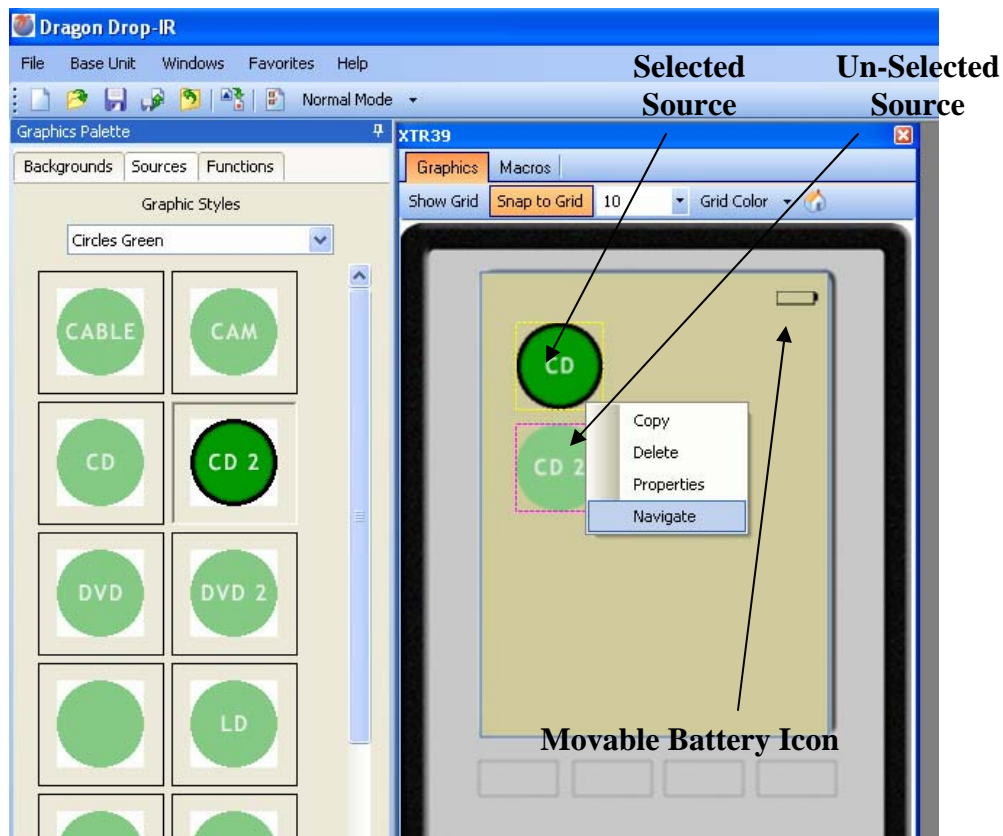 Dragon Drop-IR
File Base Unit Windows Favorites Help
Normal Mode
Selected
Source
Un-Selected
Source
Graphics Palette
Backgrounds Sources Functions
Graphic Styles
Circles Green
CABLE CAM
CD CD 2
DVD DVD 2
LD
XTR39
Graphics Macros
Show Grid Snap to Grid 10 Grid Color
CD
CD 2
Copy
Delete
Properties
Navigate
Movable Battery Icon